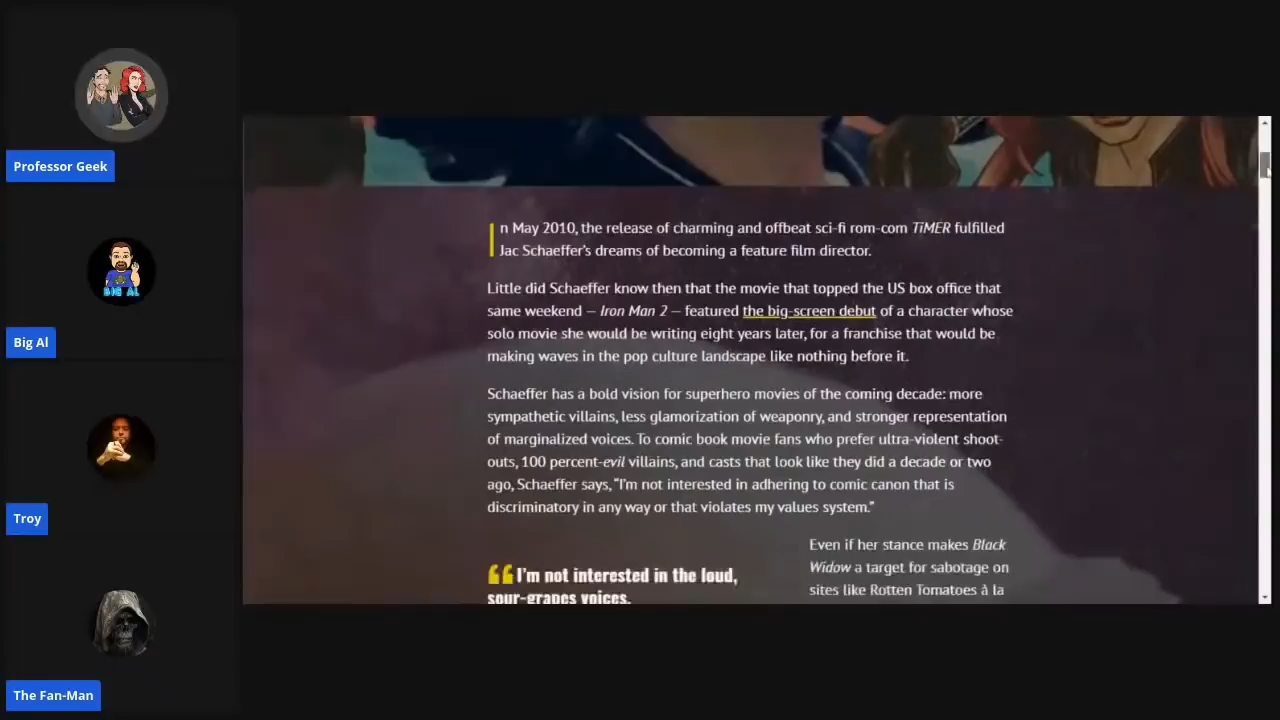 Professor Geek
BIG AL
Big Al
Troy
The Fan-Man
n May 2010, the release of charming and offbeat sci-fi rom-com TiMER fulfilled
Jac Schaeffer's dreams of becoming a feature film director.
Little did Schaeffer know then that the movie that topped the US box office that
same weekend — Iron Man 2 — featured the big-screen debut of a character whose
solo movie she would be writing eight years later, for a franchise that would be
making waves in the pop culture landscape like nothing before it.
Schaeffer has a bold vision for superhero movies of the coming decade: more
sympathetic villains, less glamorization of weaponry, and stronger representation
of marginalized voices. To comic book movie fans who prefer ultra-violent shoot-
outs, 100 percent-evil villains, and casts that look like they did a decade or two
ago, Schaeffer says, "I'm not interested in adhering to comic canon that is
discriminatory in any way or that violates my values system."
Even if her stance makes Black
Widow a target for sabotage on
sites like Rotten Tomatoes à la
I'm not interested in the loud,
sour-grapes voices.